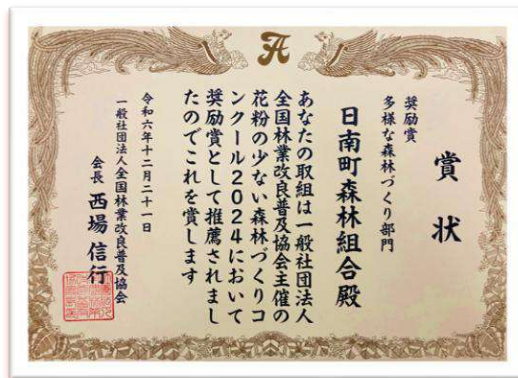 賞状
奨励賞
多様な森林づくり部門
日南町森林組合殿
あなたの取組は一般社団法人
全国林業改良普及協会主催の
花粉の少ない森林づくりコ
ンクール2024において
奨励賞として推薦されまし
たのでこれを賞します
令和六年十二月二十一日
一般社団法人全国林業改良普及協会
会長 西場信行